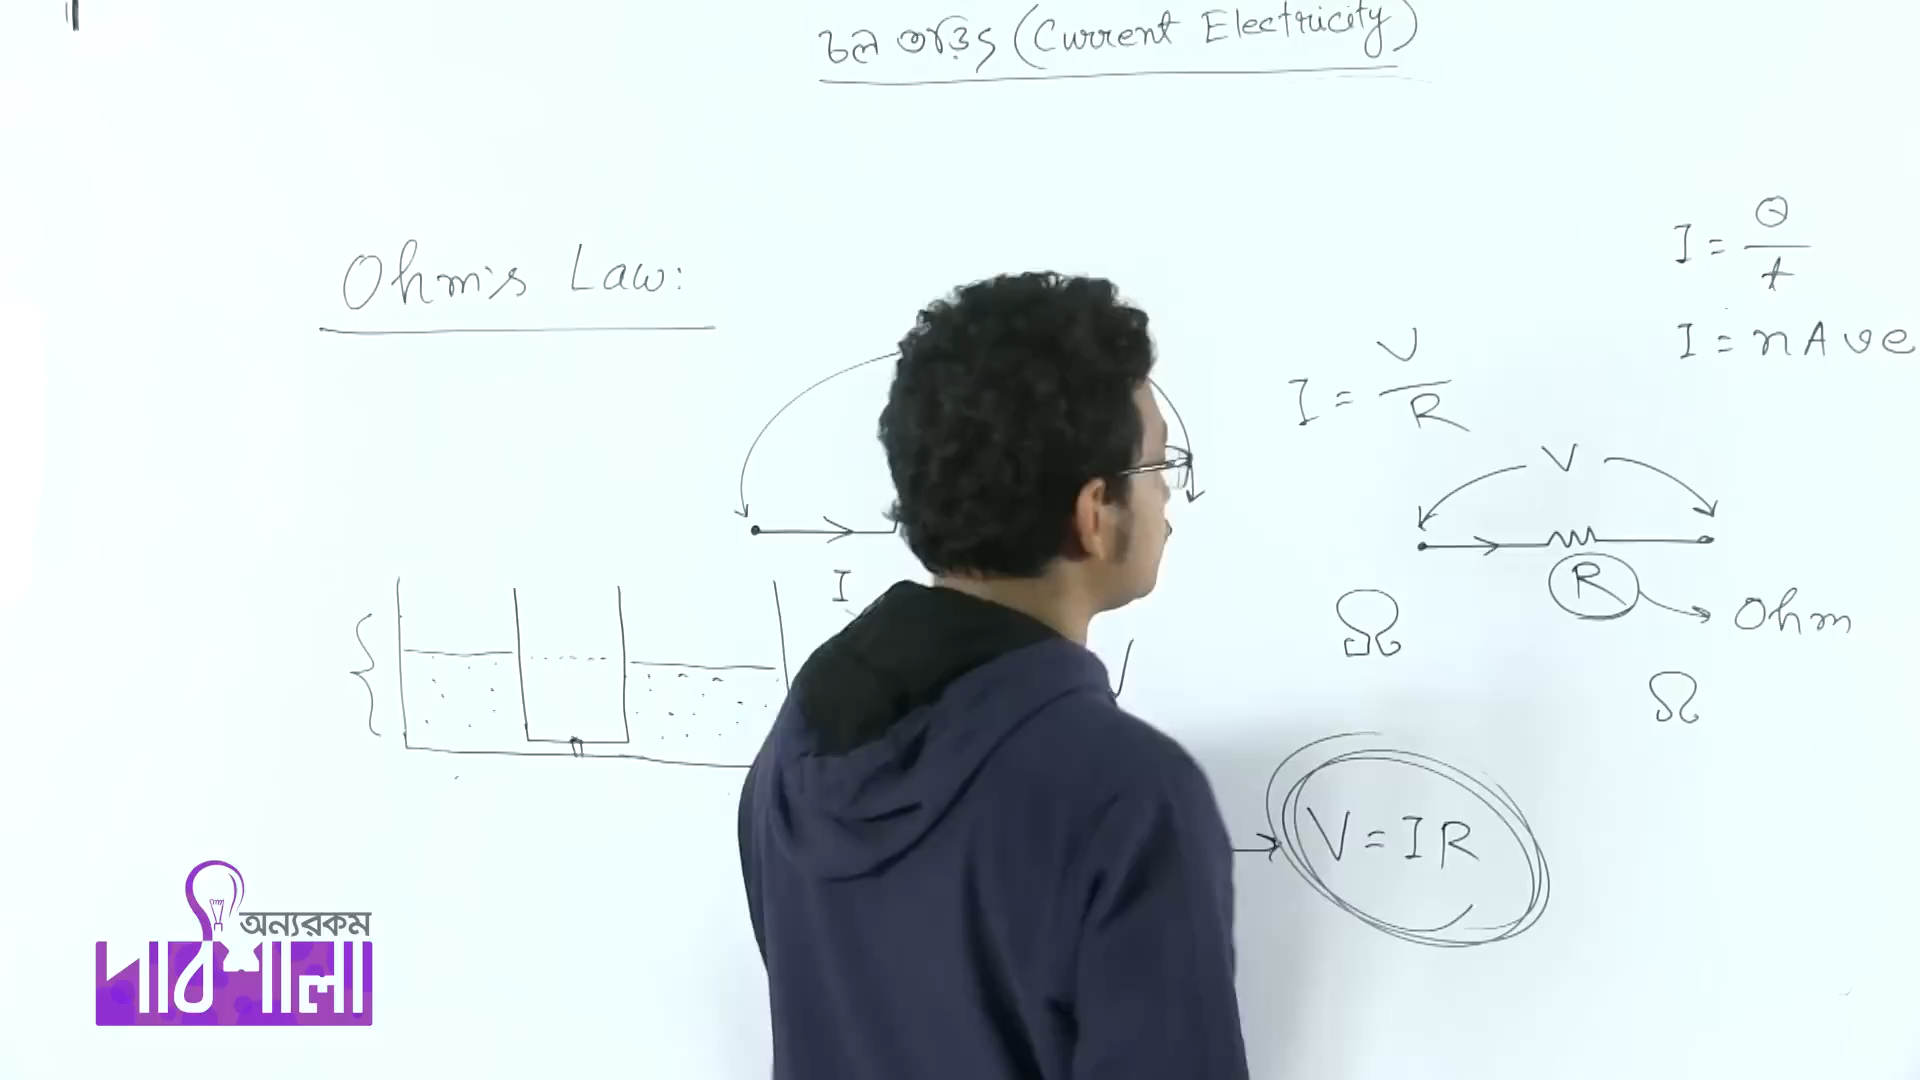 চল তড়িৎ (Current Electricity)
Ohm's Law:
I = Q/t
I = nAve
I = V/R
V
R
Ohm
I
Ω
Ω
V
V = IR
অন্যরকম
পাঠশালা